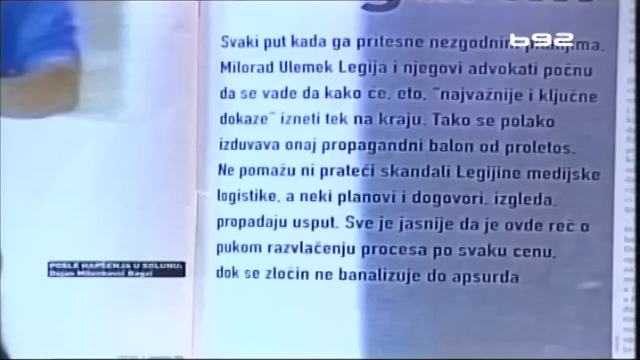 b92
Svaki put kada ga pritesne nezgodnim pitanjima,
Milorad Ulemek Legija i njegovi advokati počnu
da se vade da kako će, eto, "najvažnije i ključne
dokaze" izneti tek na kraju. Tako se polako
izduvava onaj propagandni balon od proletos.
Ne pomažu ni prateći skandali Legijine medijske
logistike, a neki planovi i dogovori, izgleda,
propadaju usput. Sve je jasnije da je ovde reč o
pukom razvlačenju procesa po svaku cenu,
dok se zločin ne banalizuje do apsurda
POSLE HAPŠENJA U SOLUNU:
Dejan Milenković Bagzi